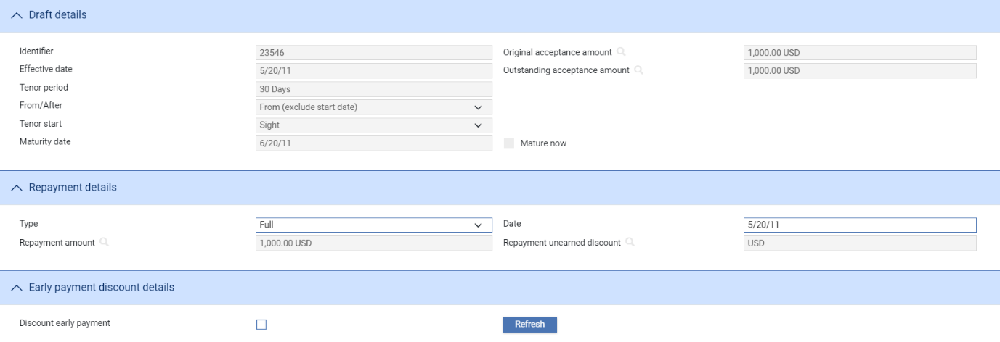 Draft details
Identifier 23546 Original acceptance amount 1,000.00 USD
Effective date 5/20/11 Outstanding acceptance amount 1,000.00 USD
Tenor period 30 Days
From/After From (exclude start date)
Tenor start Sight
Maturity date 6/20/11 Mature now
Repayment details
Type Full Date 5/20/11
Repayment amount 1,000.00 USD Repayment unearned discount USD
Early payment discount details
Discount early payment Refresh